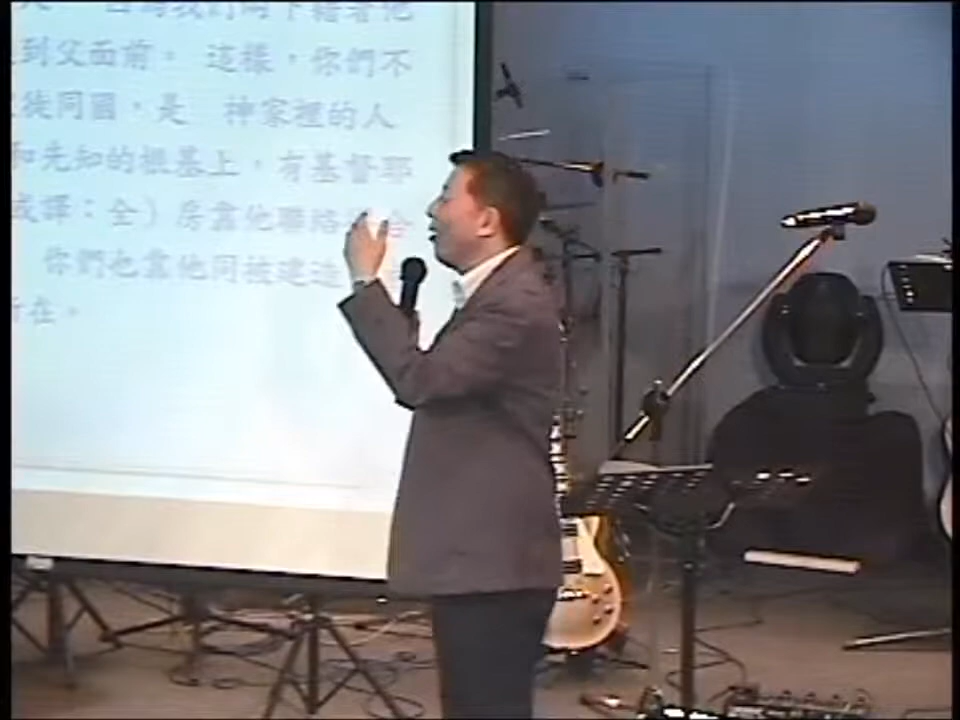 我們兩下藉著他
到父面前。 這樣,你們不
徒同國,是 神家裡的人
和先知的根基上,有基督耶
或譯:全)房靠他聯絡 合
你們也靠他同被建造
所在。